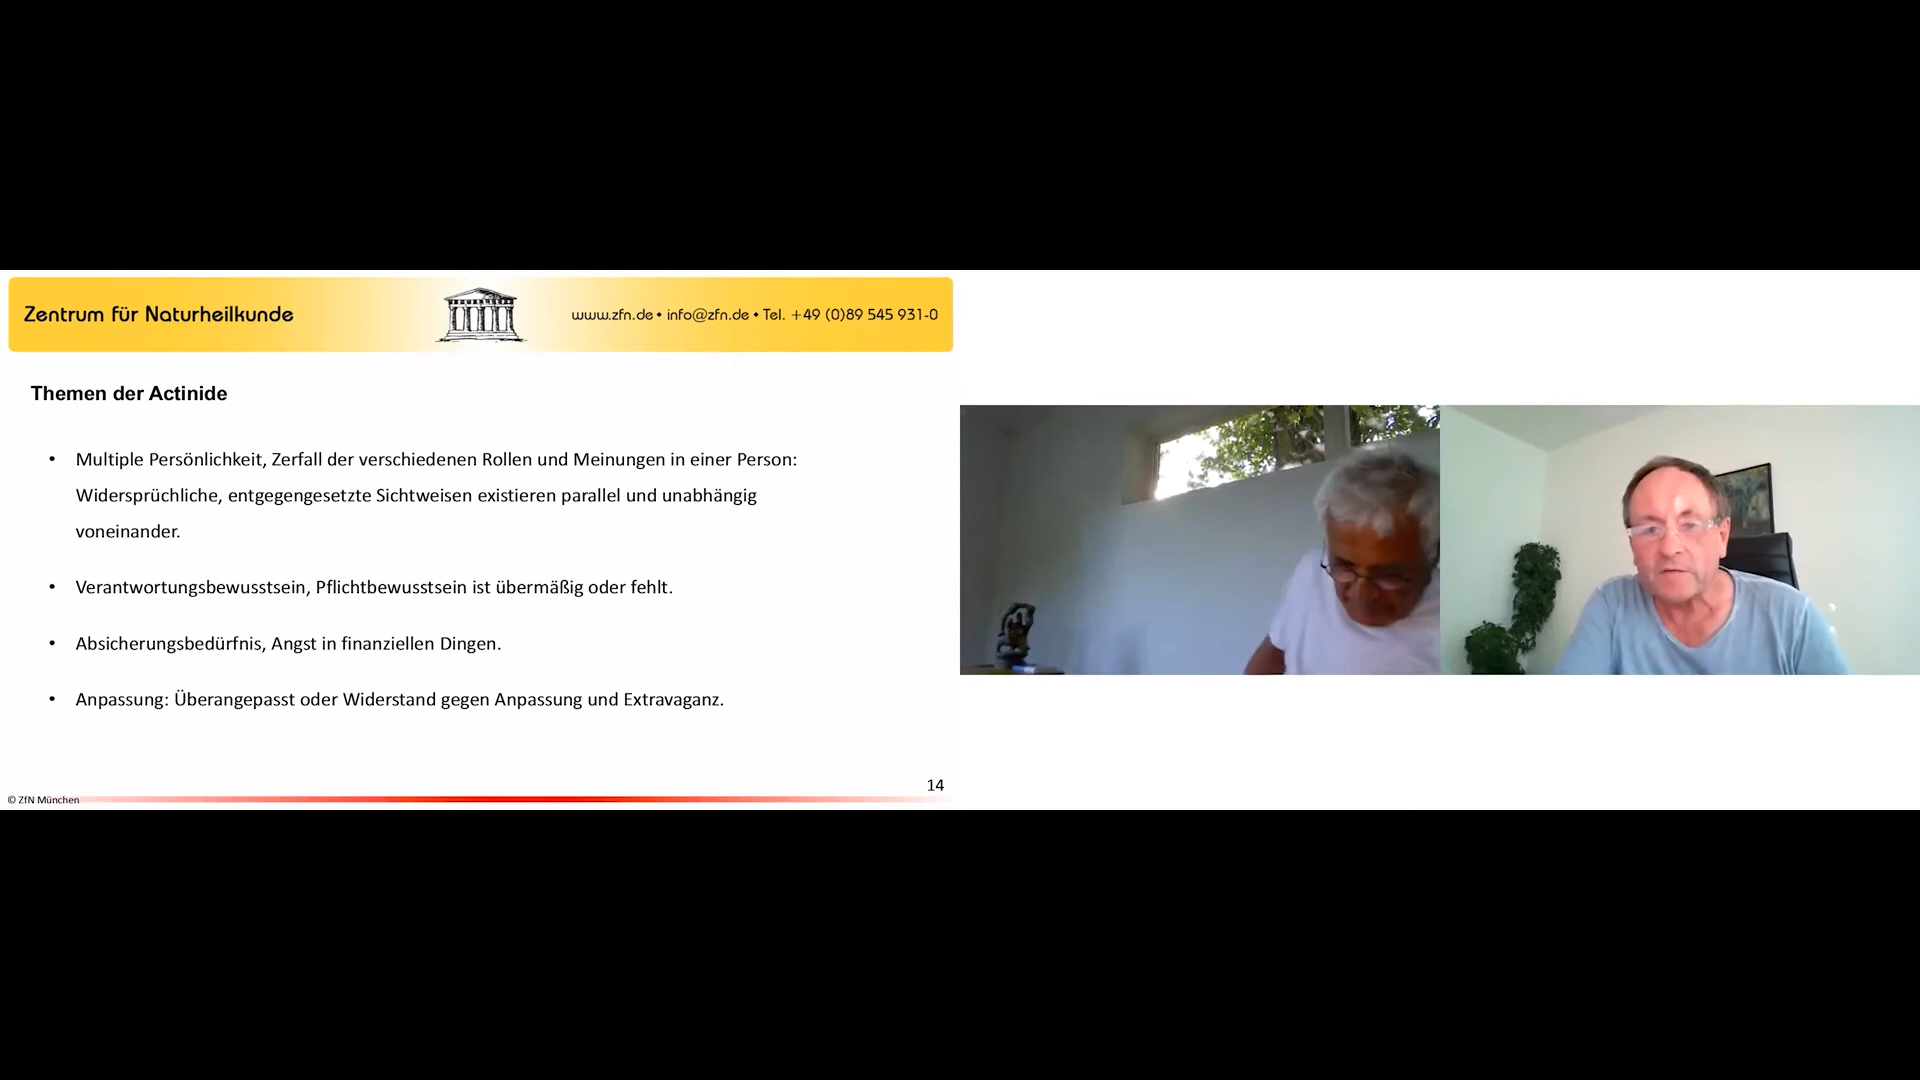 Zentrum für Naturheilkunde
www.zfn.de • info@zfn.de • Tel. +49 (0)89 545 931-0
Themen der Actinide
• Multiple Persönlichkeit, Zerfall der verschiedenen Rollen und Meinungen in einer Person:
Widersprüchliche, entgegengesetzte Sichtweisen existieren parallel und unabhängig
voneinander.
• Verantwortungsbewusstsein, Pflichtbewusstsein ist übermäßig oder fehlt.
• Absicherungsbedürfnis, Angst in finanziellen Dingen.
• Anpassung: Überangepasst oder Widerstand gegen Anpassung und Extravaganz.
14
© ZfN München